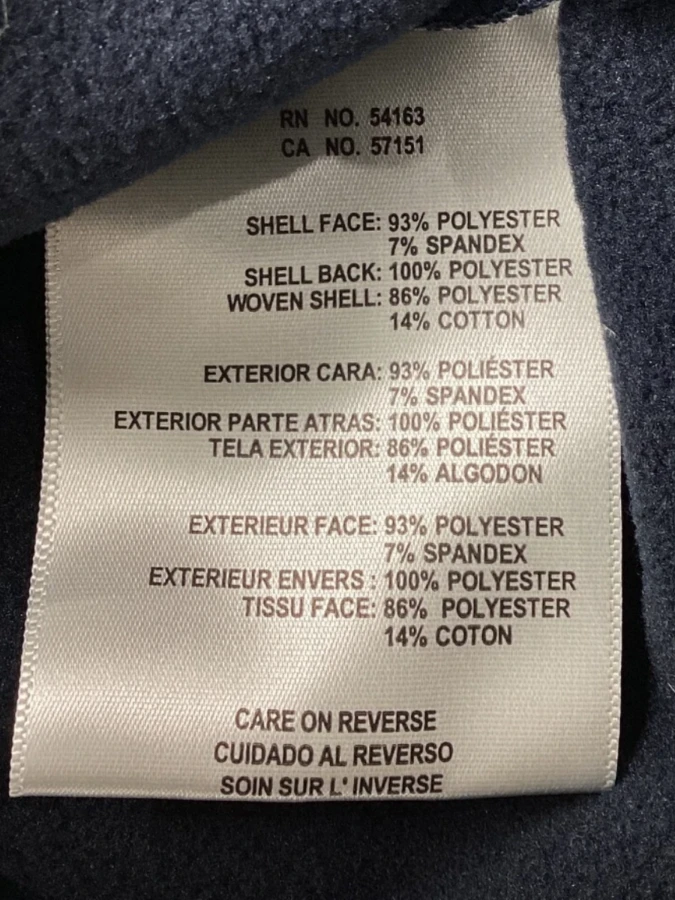 RN NO. 54163
CA NO. 57151
SHELL FACE: 93% POLYESTER
7% SPANDEX
SHELL BACK: 100% POLYESTER
WOVEN SHELL: 86% POLYESTER
14% COTTON
EXTERIOR CARA: 93% POLIÉSTER
7% SPANDEX
EXTERIOR PARTE ATRAS: 100% POLIÉSTER
TELA EXTERIOR: 86% POLIÉSTER
14% ALGODON
EXTERIEUR FACE: 93% POLYESTER
7% SPANDEX
EXTERIEUR ENVERS : 100% POLYESTER
TISSU FACE: 86% POLYESTER
14% COTON
CARE ON REVERSE
CUIDADO AL REVERSO
SOIN SUR L' INVERSE